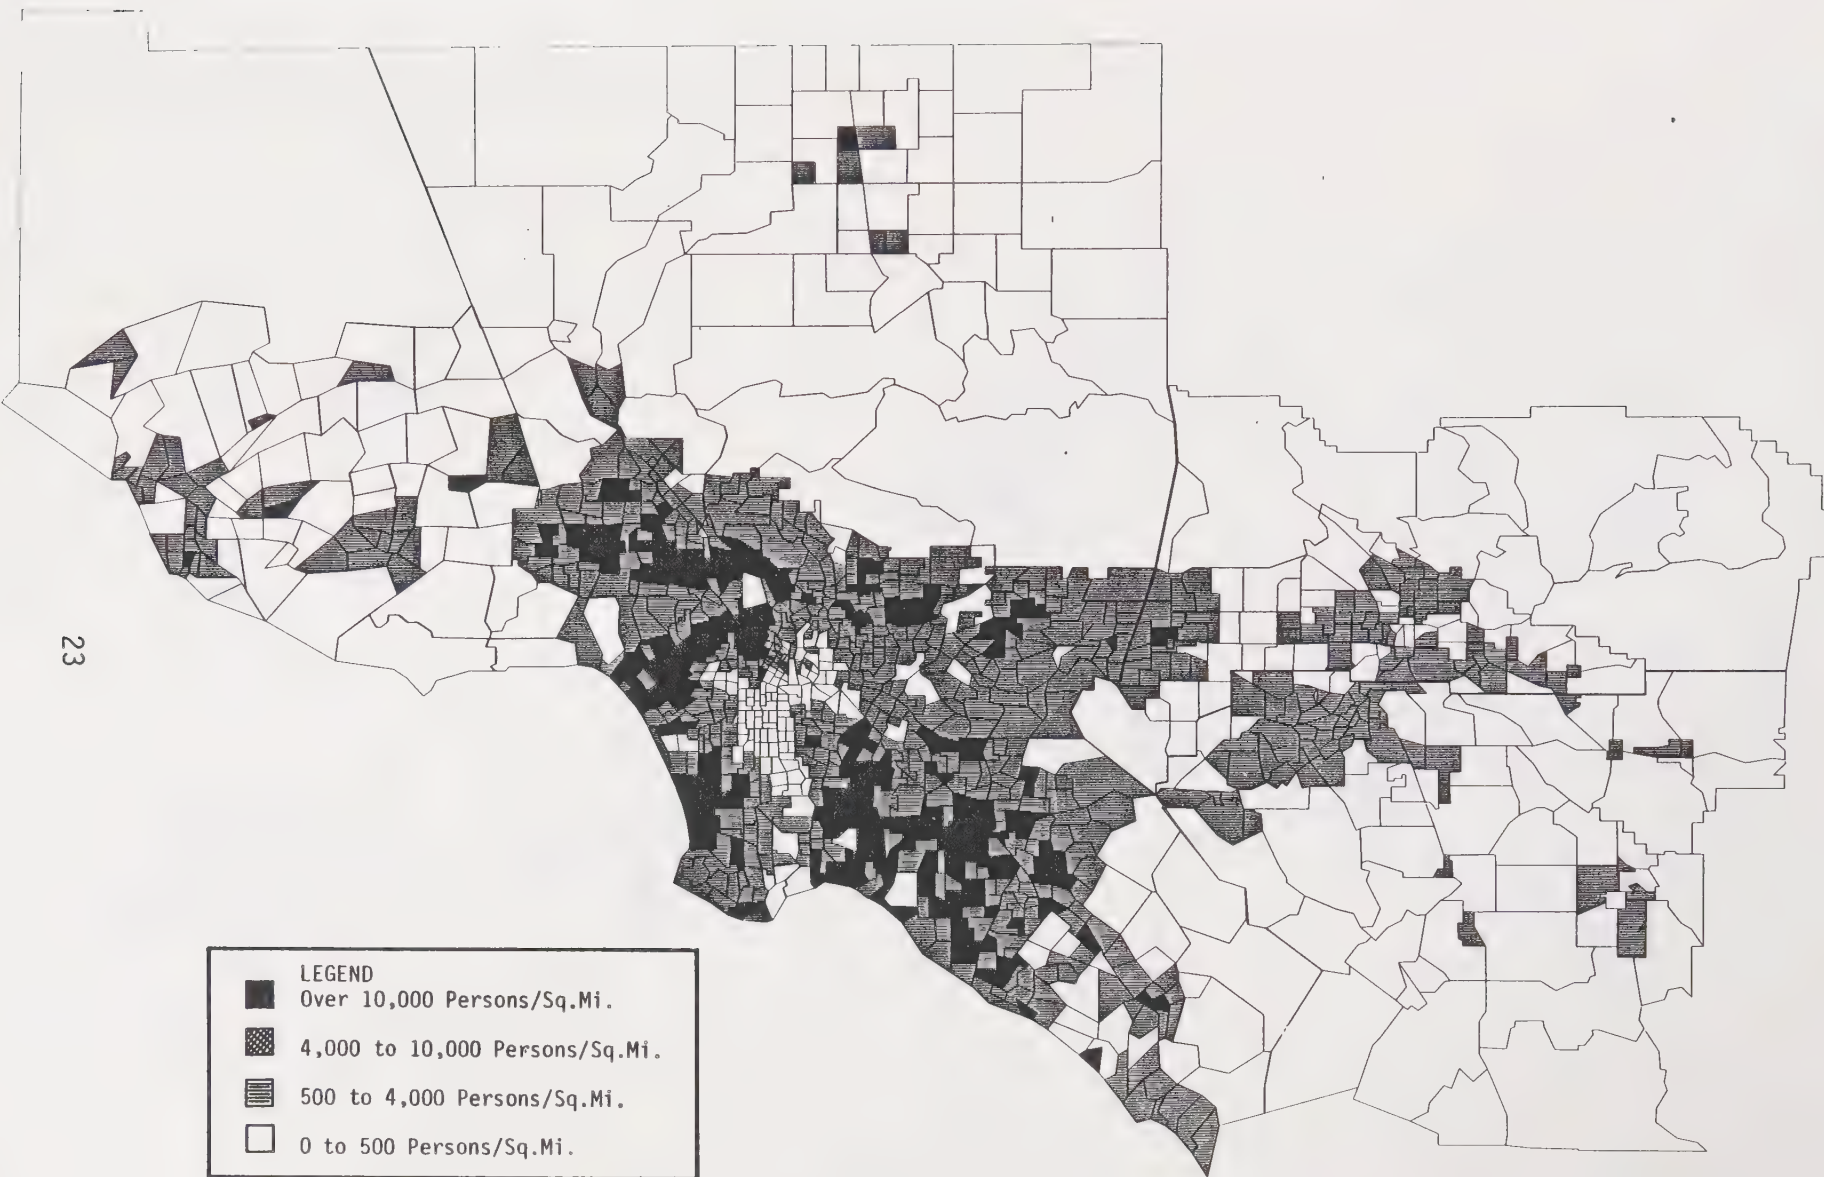 23
LEGEND
Over 10,000 Persons/Sq.Mi.
4,000 to 10,000 Persons/Sq.Mi.
500 to 4,000 Persons/Sq.Mi.
0 to 500 Persons/Sq.Mi.